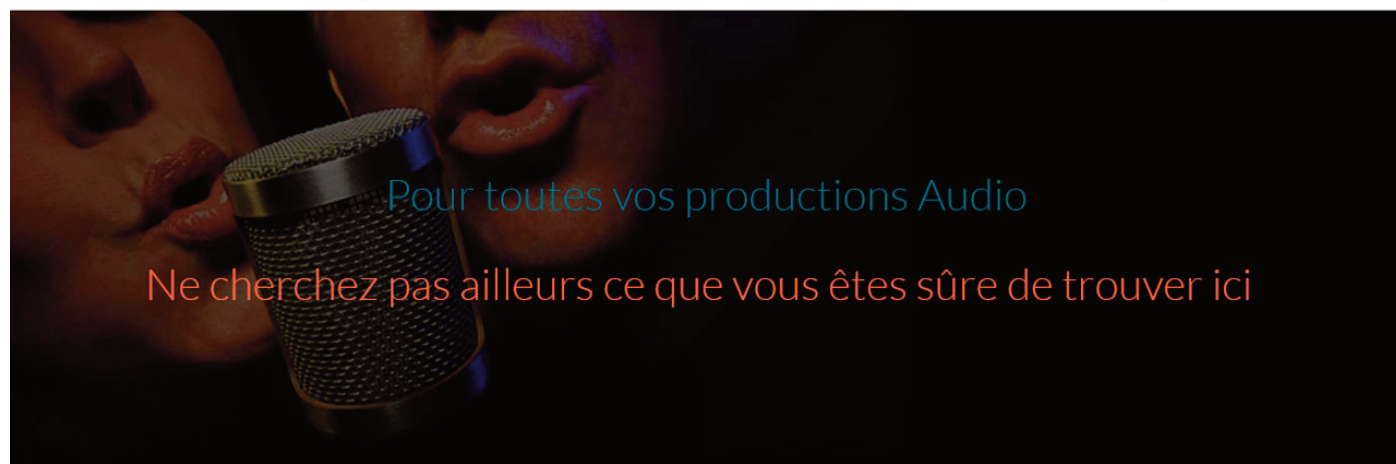 Pour toutes vos productions Audio
Ne cherchez pas ailleurs ce que vous êtes sûre de trouver ici